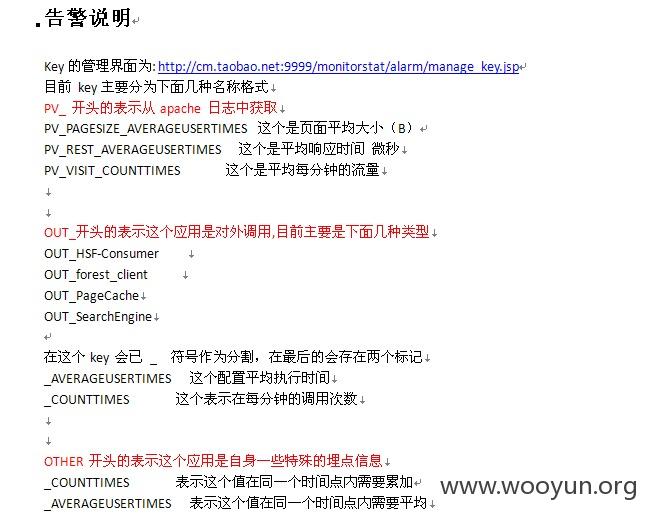 告警说明
Key 的管理界面为: http://cm.taobao.net:9999/monitorstat/alarm/manage_key.jsp
目前 key 主要分为下面几种名称格式
PV_ 开头的表示从 apache 日志中获取
PV_PAGESIZE_AVERAGEUSERTIMES 这个是页面平均大小（B）
PV_REST_AVERAGEUSERTIMES 这个是平均响应时间 微秒
PV_VISIT_COUNTTIMES 这个是平均每分钟的流量
OUT_开头的表示这个应用是对外调用,目前主要是下面几种类型
OUT_HSF-Consumer
OUT_forest_client
OUT_PageCache
OUT_SearchEngine
在这个 key 会已 _ 符号作为分割，在最后的会存在两个标记
_AVERAGEUSERTIMES 这个配置平均执行时间
_COUNTTIMES 这个表示在每分钟的调用次数
OTHER 开头的表示这个应用是自身一些特殊的埋点信息
_COUNTTIMES 表示这个值在同一个时间点内需要累加
_AVERAGEUSERTIMES 表示这个值在同一个时间点内需要平均
www.wooyun.org